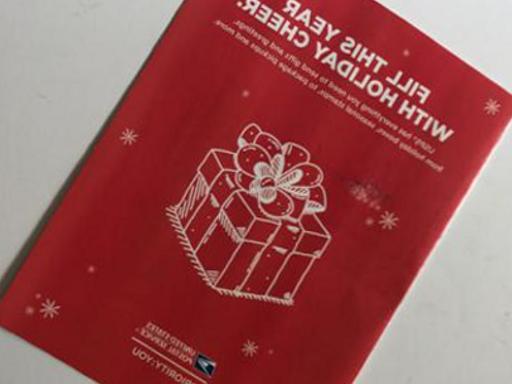 FILL THIS YEAR
WITH HOLIDAY CHEER.
USPS has everything you need to send gifts and greetings,
from holiday boxes, seasonal stamps, to package pickups and more.
UNITED STATES
POSTAL SERVICE
PRIORITY: YOU